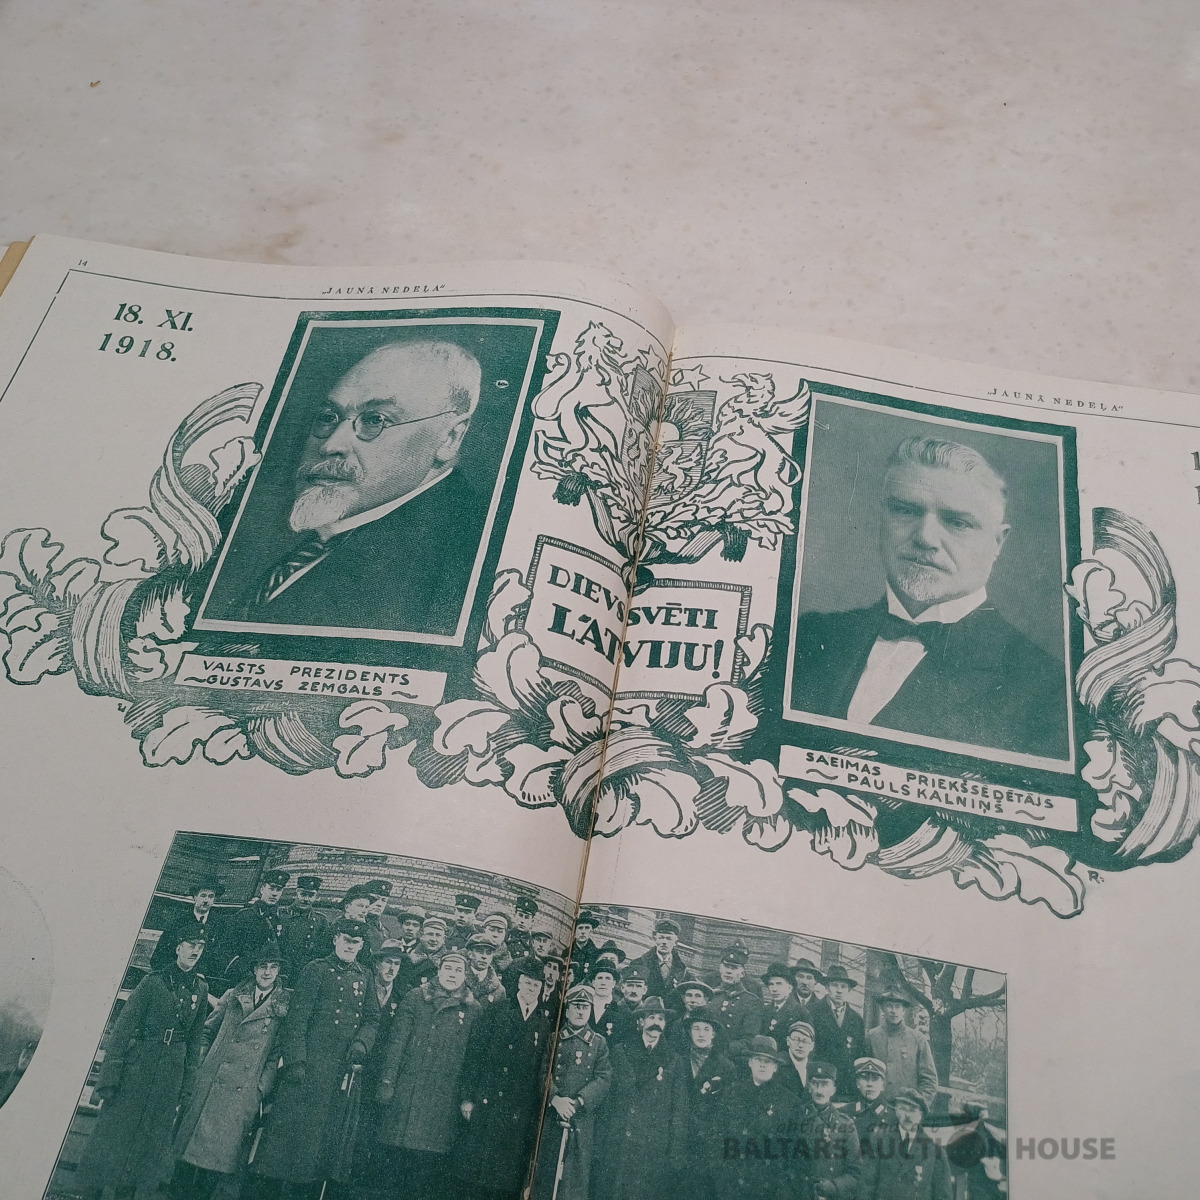 14
„JAUNĀ NEDEĻA"
18. XI.
1918.
VALSTS PREZIDENTS
GUSTAVS ZEMGALS
DIEVS SVĒTI
LATVIJU!
„JAUNĀ NEDEĻA"
SAEIMAS PRIEKŠSĒDĒTĀJS
PAULS KALNIŅŠ
R.
BALTARS AUCTION HOUSE